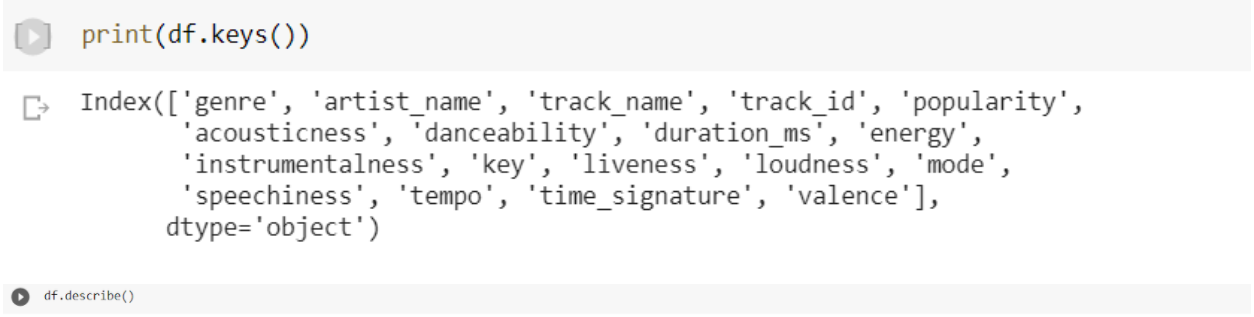 print(df.keys())
Index(['genre', 'artist_name', 'track_name', 'track_id', 'popularity',
'acousticness', 'danceability', 'duration_ms', 'energy',
'instrumentalness', 'key', 'liveness', 'loudness', 'mode',
'speechiness', 'tempo', 'time_signature', 'valence'],
dtype='object')
df.describe()